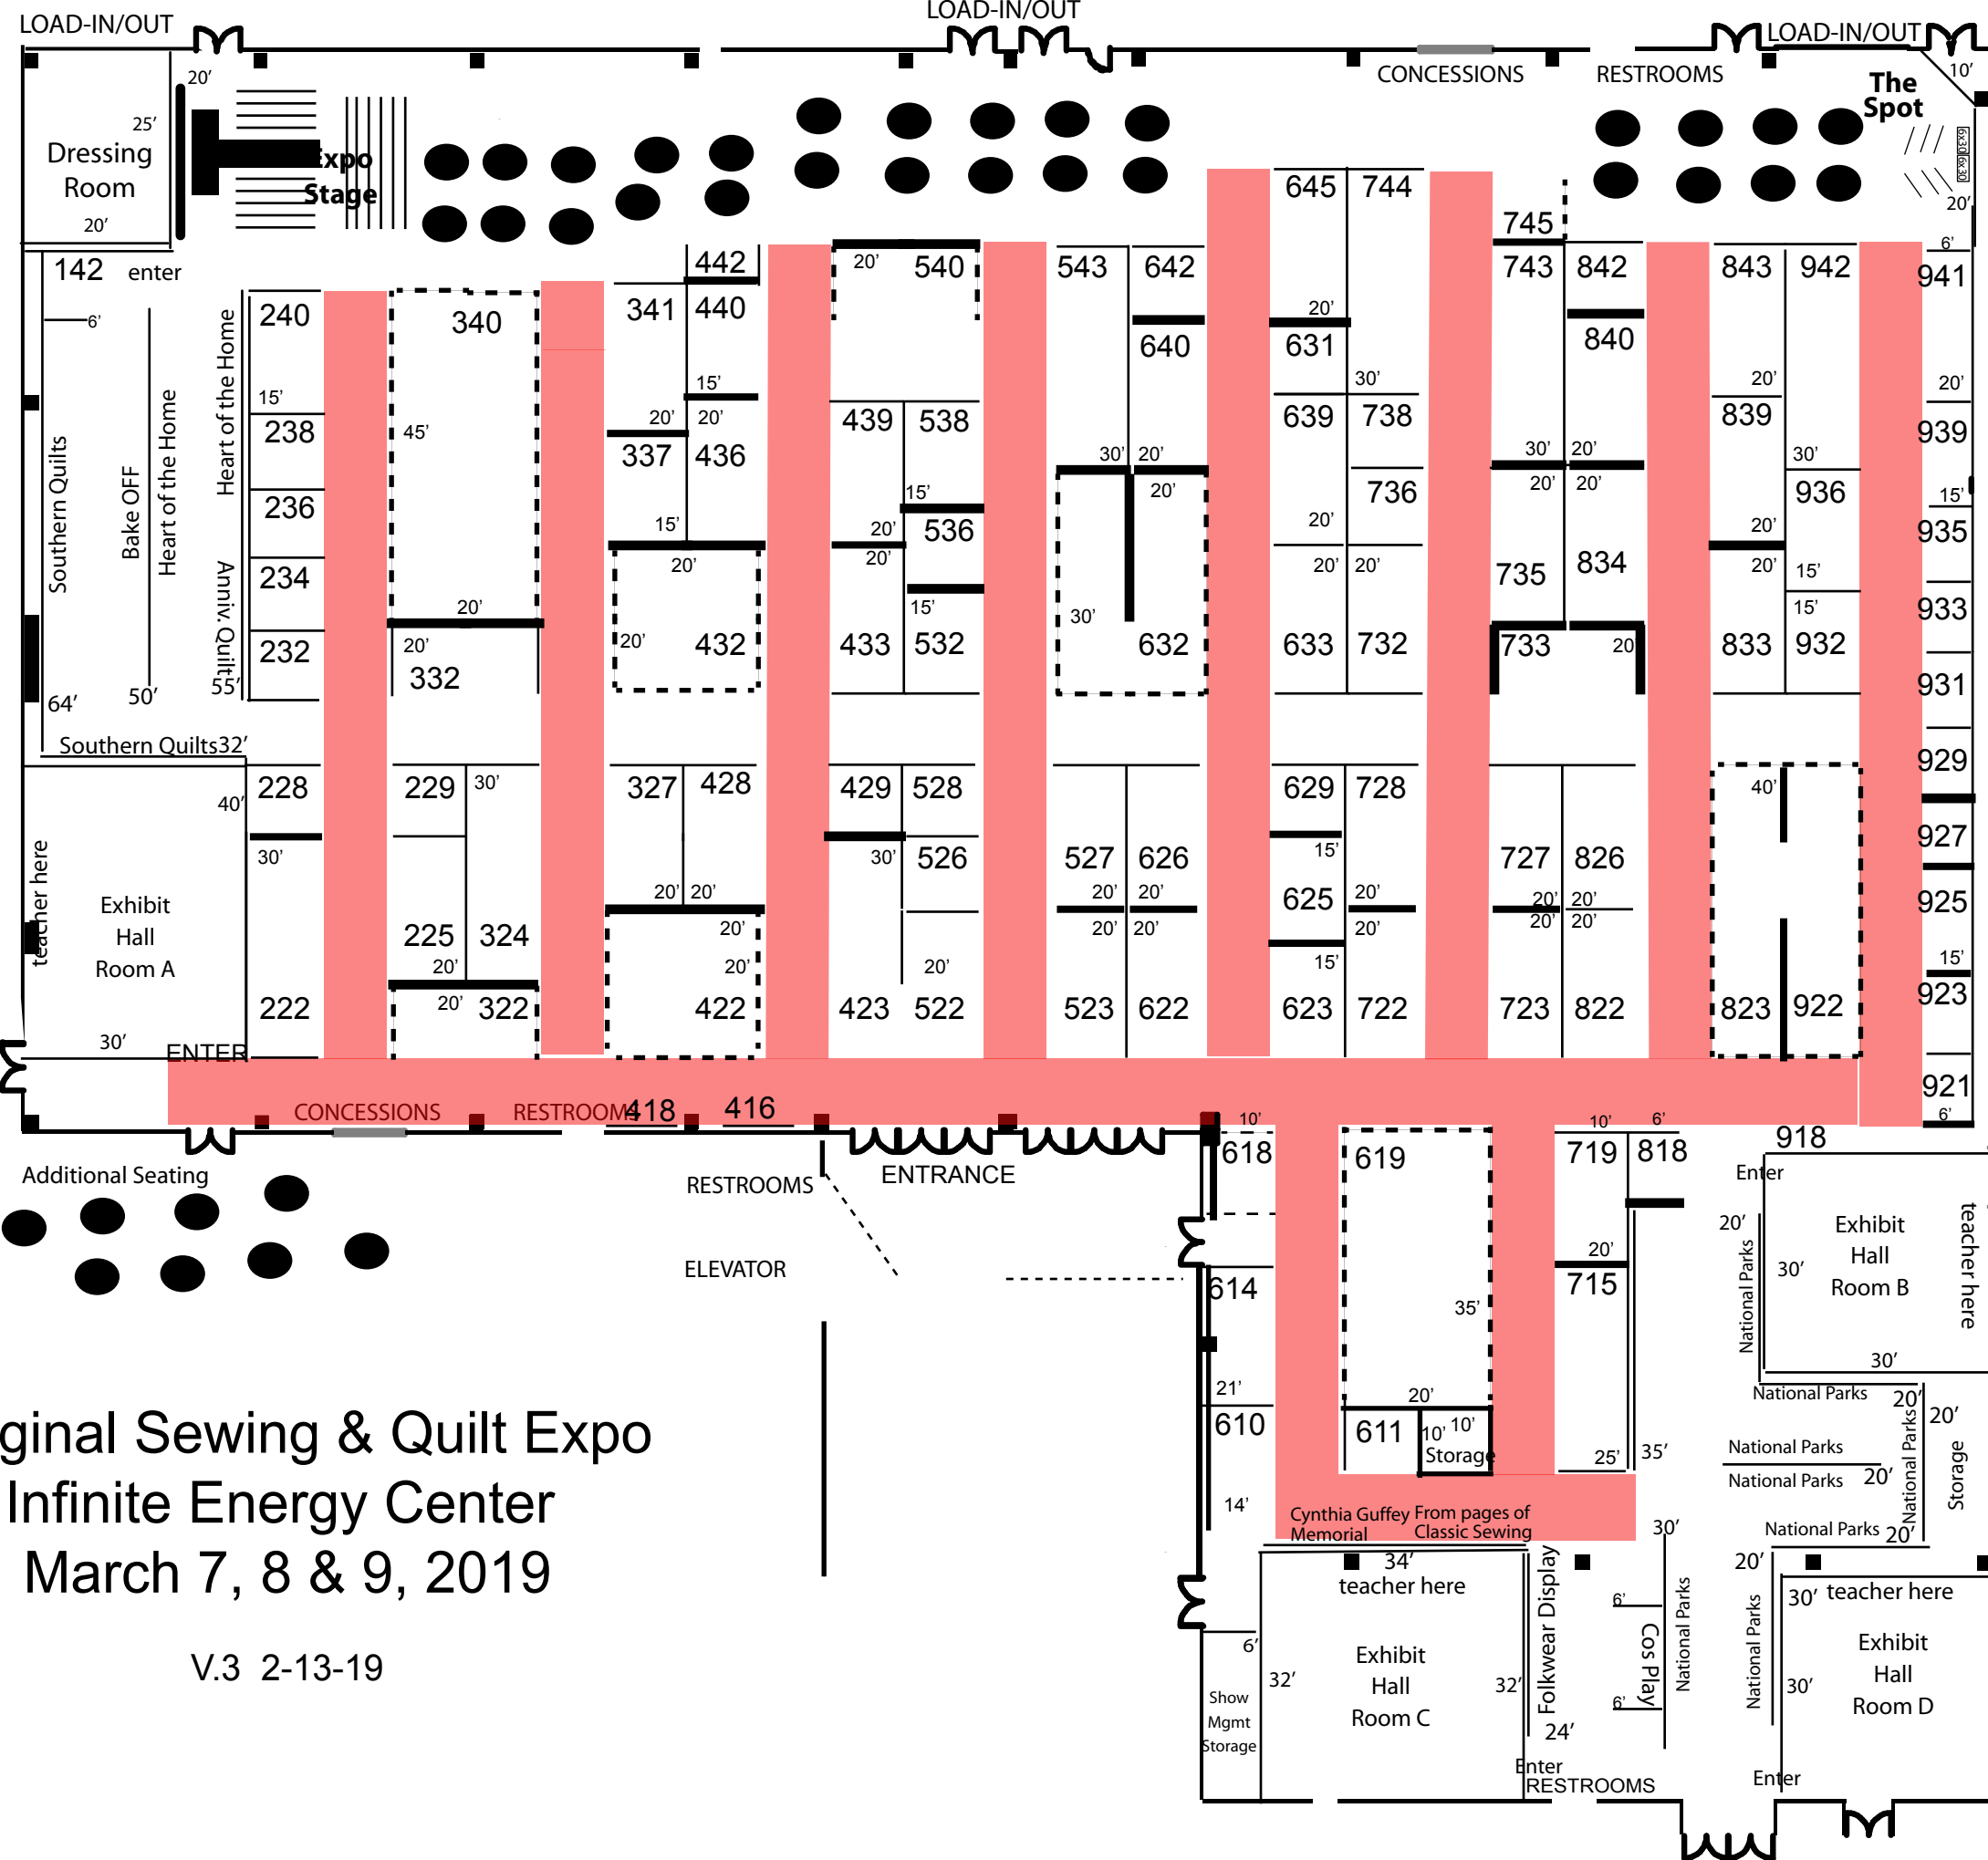 LOAD-IN/OUT
LOAD-IN/OUT
LOAD-IN/OUT
CONCESSIONS
RESTROOMS
The
Spot
10'
20'
25'
Dressing
Room
20'
Expo
Stage
6x30
6x30
20'
6'
142
enter
6'
Southern Quilts
64'
Bake OFF
50'
Heart of the Home
Heart of the Home
Anniv. Quilts
55'
Southern Quilts32'
240
15'
238
236
234
232
340
45'
20'
20'
332
442
341
440
15'
20'
20'
337
436
15'
20'
20'
432
20'
540
439
538
15'
20'
536
20'
15'
433
532
543
642
640
30'
20'
20'
30'
632
645
744
20'
631
30'
639
738
736
20'
20'
20'
633
732
745
743
842
840
30'
20'
20'
20'
735
834
733
20'
843
942
20'
839
30'
936
20'
20'
15'
15'
833
932
941
20'
939
15'
935
933
931
929
927
925
15'
923
921
6'
40'
teacher here
Exhibit
Hall
Room A
30'
ENTER
228
30'
222
229
30'
225
324
20'
20'
322
327
428
20'
20'
20'
20'
422
429
528
30'
526
20'
423
522
527
626
20'
20'
20'
20'
523
622
629
728
15'
625
20'
20'
15'
623
722
727
826
20'
20'
20'
20'
723
822
40'
823
922
CONCESSIONS
RESTROOMS
418
416
Additional Seating
RESTROOMS
ENTRANCE
ELEVATOR
10'
618
614
21'
610
14'
619
35'
20'
611
10'
10'
Storage
10'
6'
719
818
20'
715
25'
35'
918
Enter
20'
National Parks
30'
Exhibit
Hall
Room B
teacher here
30'
National Parks
20'
20'
National Parks
National Parks
20'
National Parks
Storage
National Parks
20'
Cynthia Guffey
Memorial
From pages of
Classic Sewing
34'
teacher here
Exhibit
Hall
Room C
32'
32'
6'
Show
Mgmt
Storage
Folkwear Display
24'
Enter
RESTROOMS
30'
6'
Cos Play
6'
National Parks
20'
National Parks
30'
teacher here
Exhibit
Hall
Room D
30'
Enter
ginal Sewing & Quilt Expo
Infinite Energy Center
March 7, 8 & 9, 2019
V.3 2-13-19